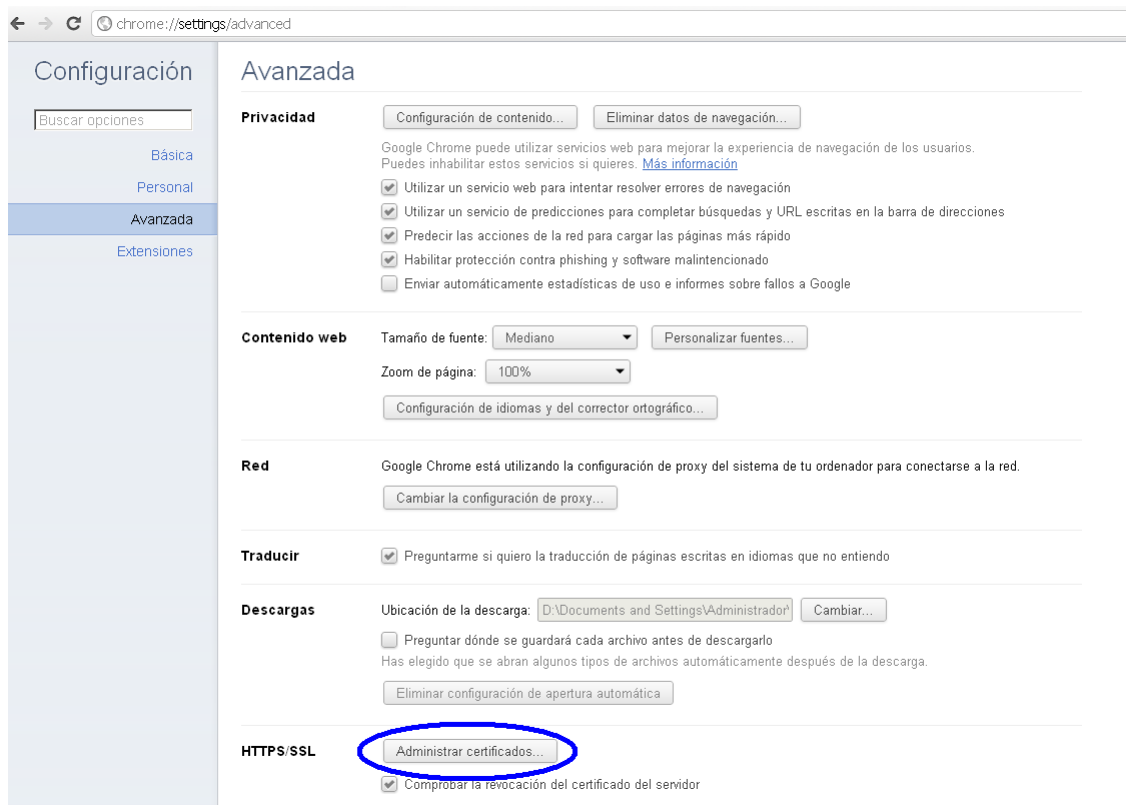 chrome://settings/advanced
Configuración
Buscar opciones
Básica
Personal
Avanzada
Extensiones
Avanzada
Privacidad
Configuración de contenido...
Eliminar datos de navegación...
Google Chrome puede utilizar servicios web para mejorar la experiencia de navegación de los usuarios.
Puedes inhabilitar estos servicios si quieres. Más información
Utilizar un servicio web para intentar resolver errores de navegación
Utilizar un servicio de predicciones para completar búsquedas y URL escritas en la barra de direcciones
Predecir las acciones de la red para cargar las páginas más rápido
Habilitar protección contra phishing y software malintencionado
Enviar automáticamente estadísticas de uso e informes sobre fallos a Google
Contenido web
Tamaño de fuente: Mediano
Personalizar fuentes...
Zoom de página: 100%
Configuración de idiomas y del corrector ortográfico...
Red
Google Chrome está utilizando la configuración de proxy del sistema de tu ordenador para conectarse a la red.
Cambiar la configuración de proxy...
Traducir
Preguntarme si quiero la traducción de páginas escritas en idiomas que no entiendo
Descargas
Ubicación de la descarga: D:\Documents and Settings\Administrador\
Cambiar...
Preguntar dónde se guardará cada archivo antes de descargarlo
Has elegido que se abran algunos tipos de archivos automáticamente después de la descarga.
Eliminar configuración de apertura automática
HTTPS/SSL
Administrar certificados...
Comprobar la revocación del certificado del servidor